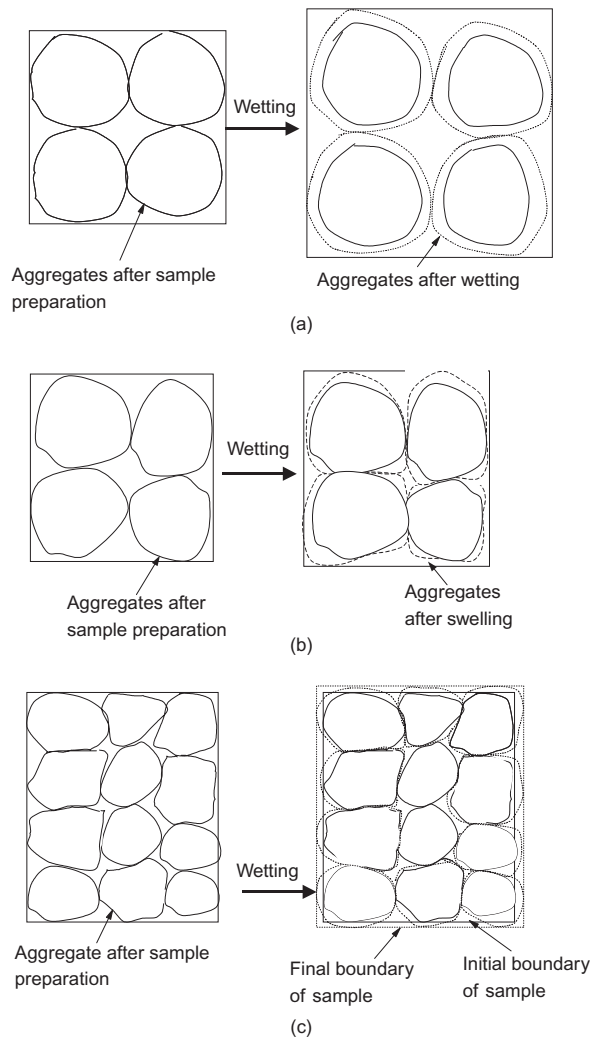 Wetting
Aggregates after sample
preparation
Aggregates after wetting
(a)
Wetting
Aggregates after
sample preparation
Aggregates
after swelling
(b)
Wetting
Aggregate after sample
preparation
Final boundary
of sample
Initial boundary
of sample
(c)